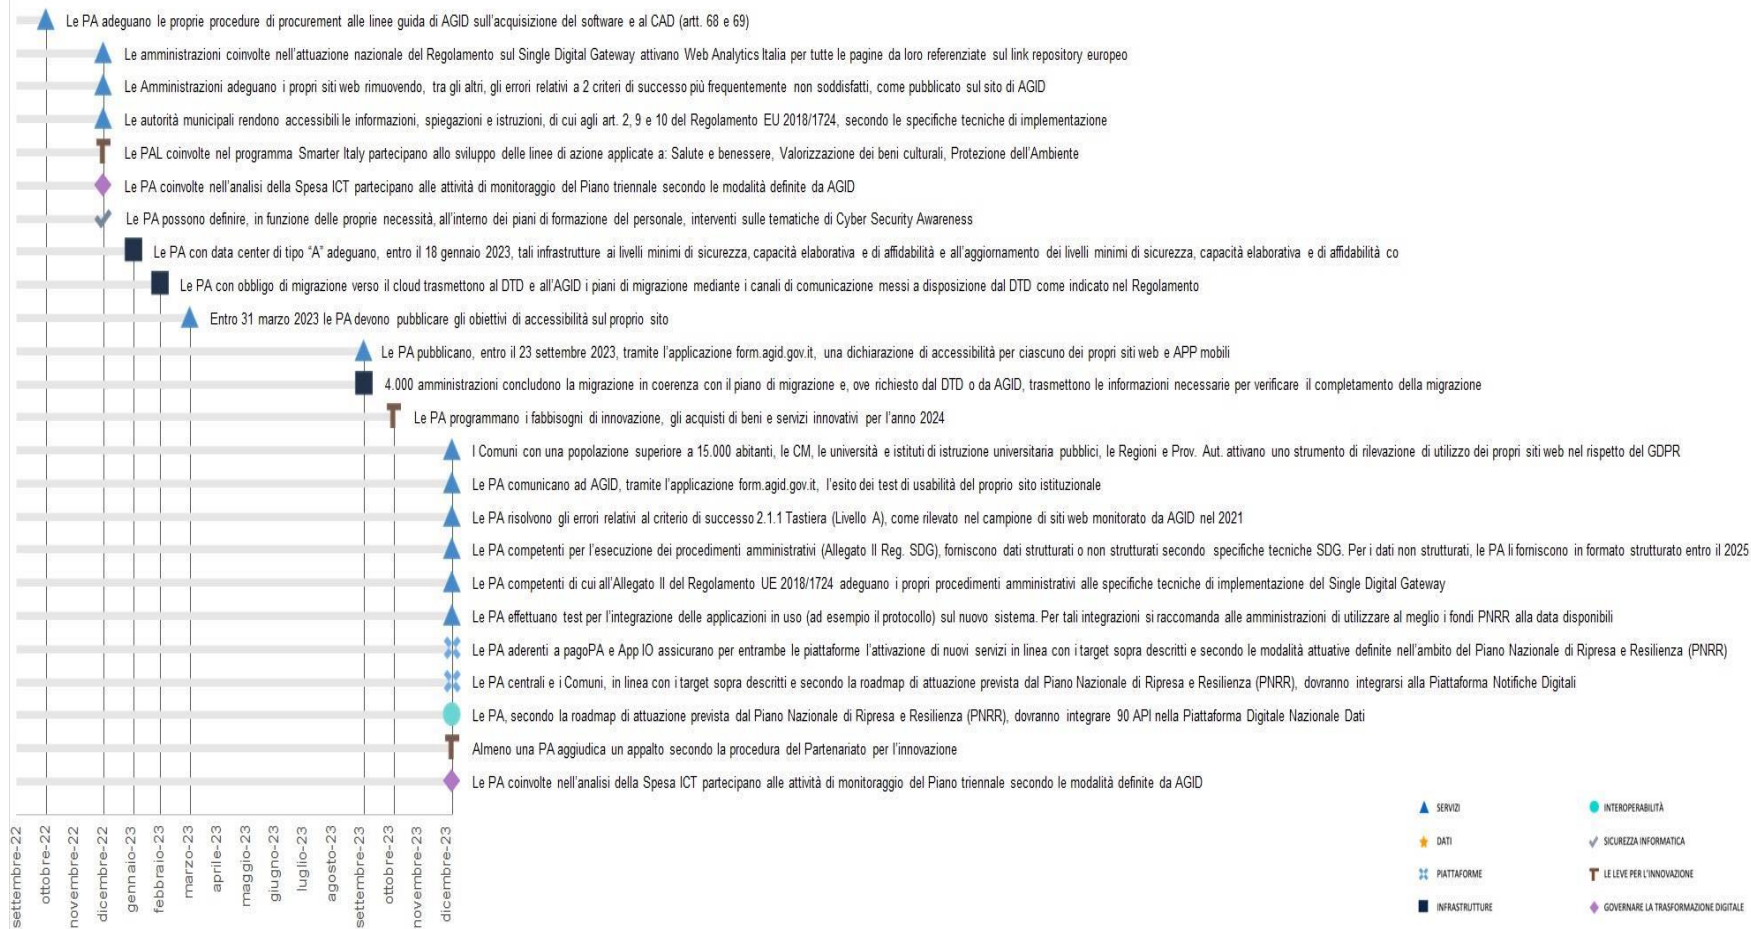 Le PA adeguano le proprie procedure di procurement alle linee guida di AGID sull'acquisizione del software e al CAD (artt. 68 e 69)
Le amministrazioni coinvolte nell'attuazione nazionale del Regolamento sul Single Digital Gateway attivano Web Analytics Italia per tutte le pagine da loro referenziate sul link repository europeo
Le Amministrazioni adeguano i propri siti web rimuovendo, tra gli altri, gli errori relativi a 2 criteri di successo più frequentemente non soddisfatti, come pubblicato sul sito di AGID
Le autorità municipali rendono accessibili le informazioni, spiegazioni e istruzioni, di cui agli art. 2, 9 e 10 del Regolamento EU 2018/1724, secondo le specifiche tecniche di implementazione
Le PAL coinvolte nel programma Smarter Italy partecipano allo sviluppo delle linee di azione applicate a: Salute e benessere, Valorizzazione dei beni culturali, Protezione dell'Ambiente
Le PA coinvolte nell'analisi della Spesa ICT partecipano alle attività di monitoraggio del Piano triennale secondo le modalità definite da AGID
Le PA possono definire, in funzione delle proprie necessità, all'interno dei piani di formazione del personale, interventi sulle tematiche di Cyber Security Awareness
Le PA con data center di tipo "A" adeguano, entro il 18 gennaio 2023, tali infrastrutture ai livelli minimi di sicurezza, capacità elaborativa e di affidabilità e all'aggiornamento dei livelli minimi di sicurezza, capacità elaborativa e di affidabilità co
Le PA con obbligo di migrazione verso il cloud trasmettono al DTD e all'AGID i piani di migrazione mediante i canali di comunicazione messi a disposizione dal DTD come indicato nel Regolamento
Entro 31 marzo 2023 le PA devono pubblicare gli obiettivi di accessibilità sul proprio sito
Le PA pubblicano, entro il 23 settembre 2023, tramite l'applicazione form.agid.gov.it, una dichiarazione di accessibilità per ciascuno dei propri siti web e APP mobili
4.000 amministrazioni concludono la migrazione in coerenza con il piano di migrazione e, ove richiesto dal DTD o da AGID, trasmettono le informazioni necessarie per verificare il completamento della migrazione
Le PA programmano i fabbisogni di innovazione, gli acquisti di beni e servizi innovativi per l'anno 2024
I Comuni con una popolazione superiore a 15.000 abitanti, le CM, le università e istituti di istruzione universitaria pubblici, le Regioni e Prov. Aut. attivano uno strumento di rilevazione di utilizzo dei propri siti web nel rispetto del GDPR
Le PA comunicano ad AGID, tramite l'applicazione form.agid.gov.it, l'esito dei test di usabilità del proprio sito istituzionale
Le PA risolvono gli errori relativi al criterio di successo 2.1.1 Tastiera (Livello A), come rilevato nel campione di siti web monitorato da AGID nel 2021
Le PA competenti per l'esecuzione dei procedimenti amministrativi (Allegato II Reg. SDG), forniscono dati strutturati o non strutturati secondo specifiche tecniche SDG. Per i dati non strutturati, le PA li forniscono in formato strutturato entro il 2025
Le PA competenti di cui all'Allegato II del Regolamento UE 2018/1724 adeguano i propri procedimenti amministrativi alle specifiche tecniche di implementazione del Single Digital Gateway
Le PA effettuano test per l'integrazione delle applicazioni in uso (ad esempio il protocollo) sul nuovo sistema. Per tali integrazioni si raccomanda alle amministrazioni di utilizzare al meglio i fondi PNRR alla data disponibili
Le PA aderenti a pagoPA e App IO assicurano per entrambe le piattaforme l'attivazione di nuovi servizi in linea con i target sopra descritti e secondo le modalità attuative definite nell'ambito del Piano Nazionale di Ripresa e Resilienza (PNRR)
Le PA centrali e i Comuni, in linea con i target sopra descritti e secondo la roadmap di attuazione prevista dal Piano Nazionale di Ripresa e Resilienza (PNRR), dovranno integrarsi alla Piattaforma Notifiche Digitali
Le PA, secondo la roadmap di attuazione prevista dal Piano Nazionale di Ripresa e Resilienza (PNRR), dovranno integrare 90 API nella Piattaforma Digitale Nazionale Dati
Almeno una PA aggiudica un appalto secondo la procedura del Partenariato per l'innovazione
Le PA coinvolte nell'analisi della Spesa ICT partecipano alle attività di monitoraggio del Piano triennale secondo le modalità definite da AGID
settembre-22
ottobre-22
novembre-22
dicembre-22
gennaio-23
febbraio-23
marzo-23
aprile-23
maggio-23
giugno-23
luglio-23
agosto-23
settembre-23
ottobre-23
novembre-23
dicembre-23
SERVIZI
DATI
PIATTAFORME
INFRASTRUTTURE
INTEROPERABILITÀ
SICUREZZA INFORMATICA
LE LEVE PER L'INNOVAZIONE
GOVERNARE LA TRASFORMAZIONE DIGITALE